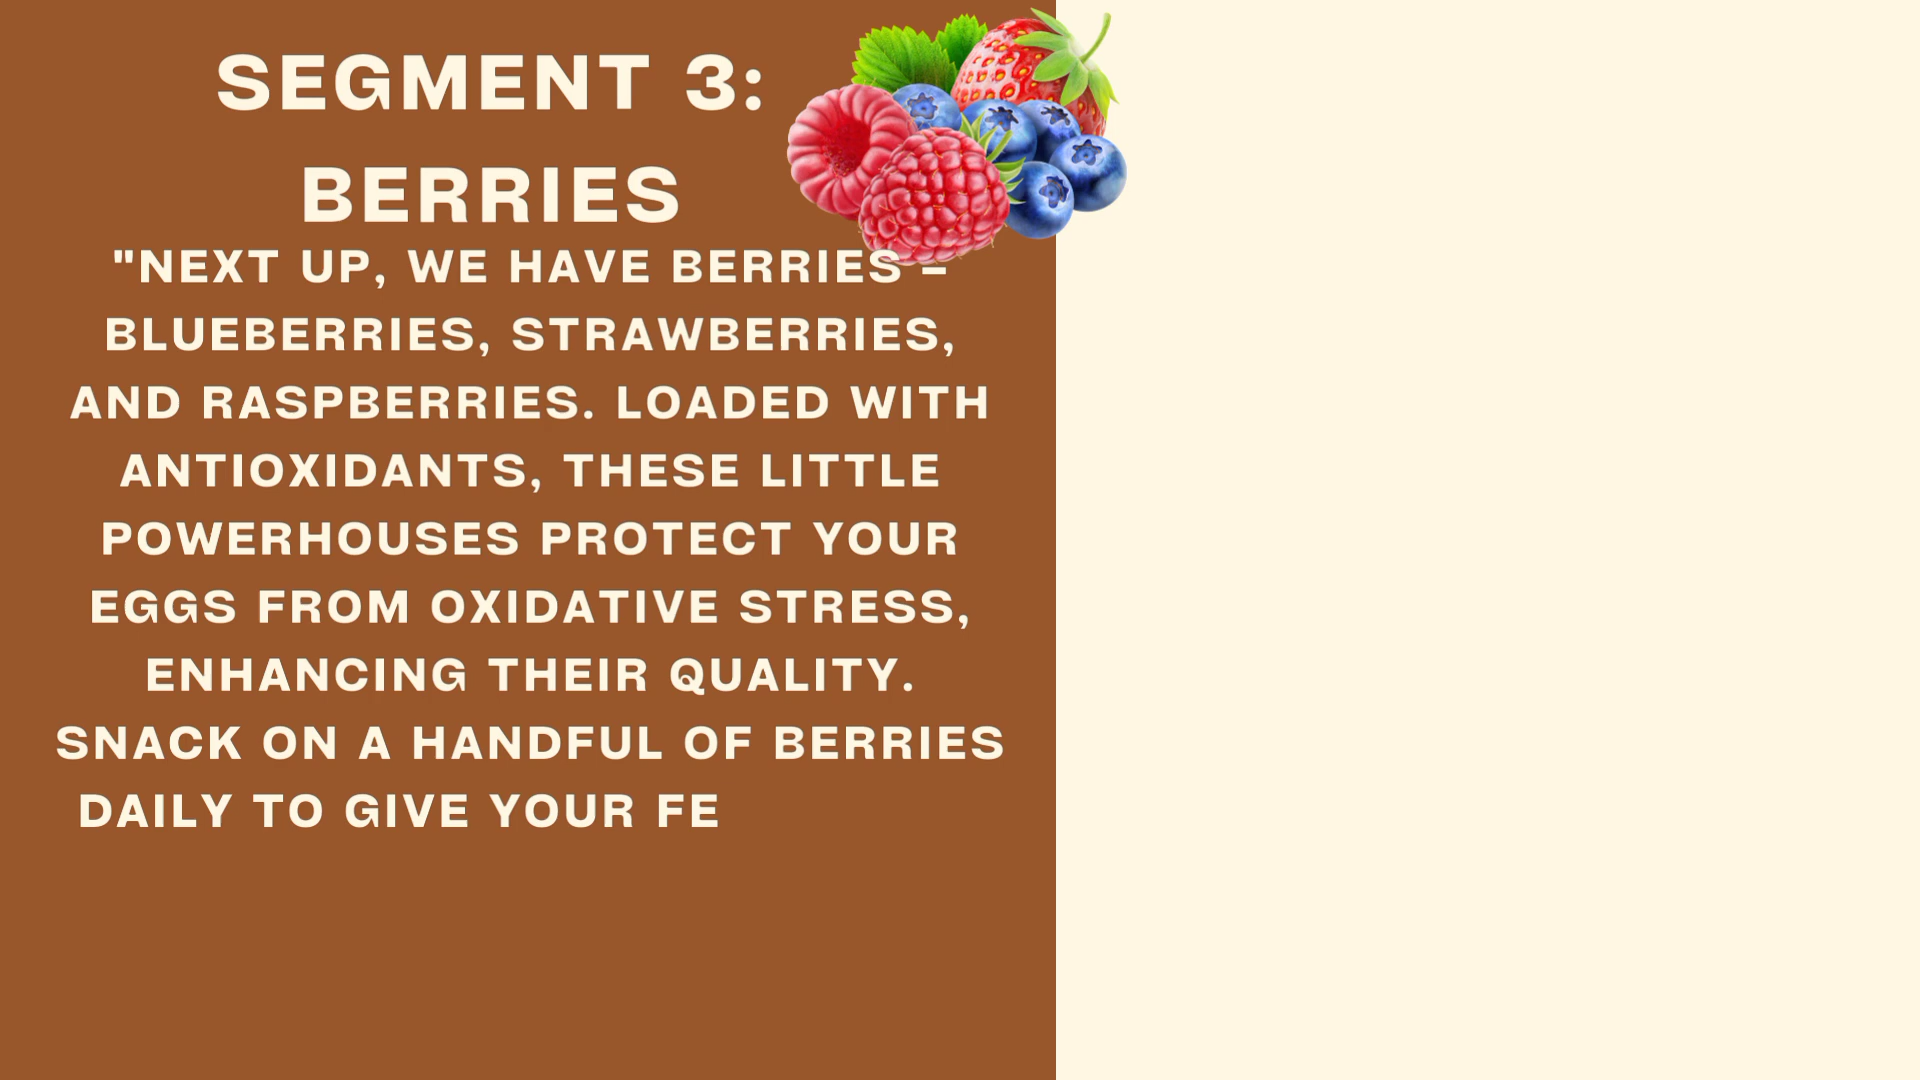 SEGMENT 3:
BERRIES
"NEXT UP, WE HAVE BERRIES –
BLUEBERRIES, STRAWBERRIES,
AND RASPBERRIES. LOADED WITH
ANTIOXIDANTS, THESE LITTLE
POWERHOUSES PROTECT YOUR
EGGS FROM OXIDATIVE STRESS,
ENHANCING THEIR QUALITY.
SNACK ON A HANDFUL OF BERRIES
DAILY TO GIVE YOUR FE